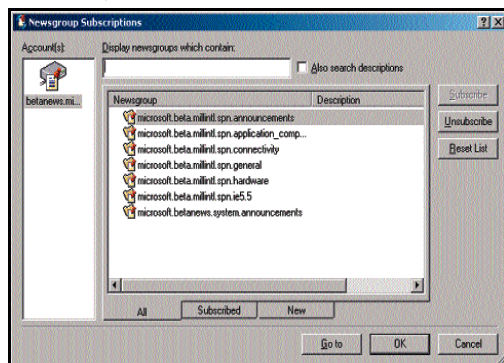 Newsgroup Subscriptions
Account(s):
Display newsgroups which contain:
Also search descriptions
betanews.mi...
Newsgroup Description
microsoft.beta.millintl.spn.announcements
microsoft.beta.millintl.spn.application_comp...
microsoft.beta.millintl.spn.connectivity
microsoft.beta.millintl.spn.general
microsoft.beta.millintl.spn.hardware
microsoft.beta.millintl.spn.ie5.5
microsoft.betanews.system.announcements
Subscribe
Unsubscribe
Reset List
All Subscribed New
Go to OK Cancel